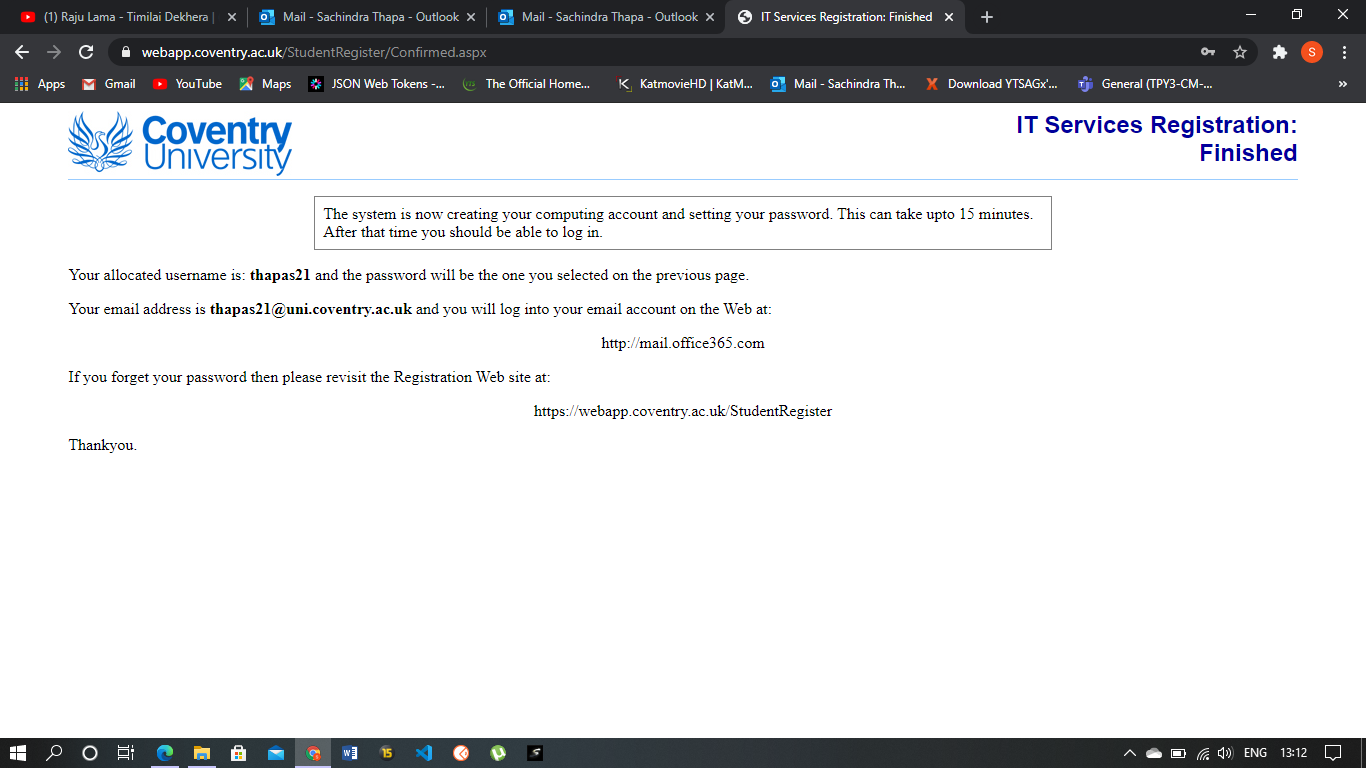 (1) Raju Lama - Timilai Dekhera |
Mail - Sachindra Thapa - Outlook
Mail - Sachindra Thapa - Outlook
IT Services Registration: Finished
webapp.coventry.ac.uk/StudentRegister/Confirmed.aspx
S
Apps
Gmail
YouTube
Maps
JSON Web Tokens -...
The Official Home...
KatmovieHD | KatM...
Mail - Sachindra Th...
Download YTSAGx'...
General (TPY3-CM-...
»
Coventry
University
IT Services Registration:
Finished
The system is now creating your computing account and setting your password. This can take upto 15 minutes.
After that time you should be able to log in.
Your allocated username is: thapas21 and the password will be the one you selected on the previous page.
Your email address is thapas21@uni.coventry.ac.uk and you will log into your email account on the Web at:
http://mail.office365.com
If you forget your password then please revisit the Registration Web site at:
https://webapp.coventry.ac.uk/StudentRegister
Thankyou.
15
ENG
13:12